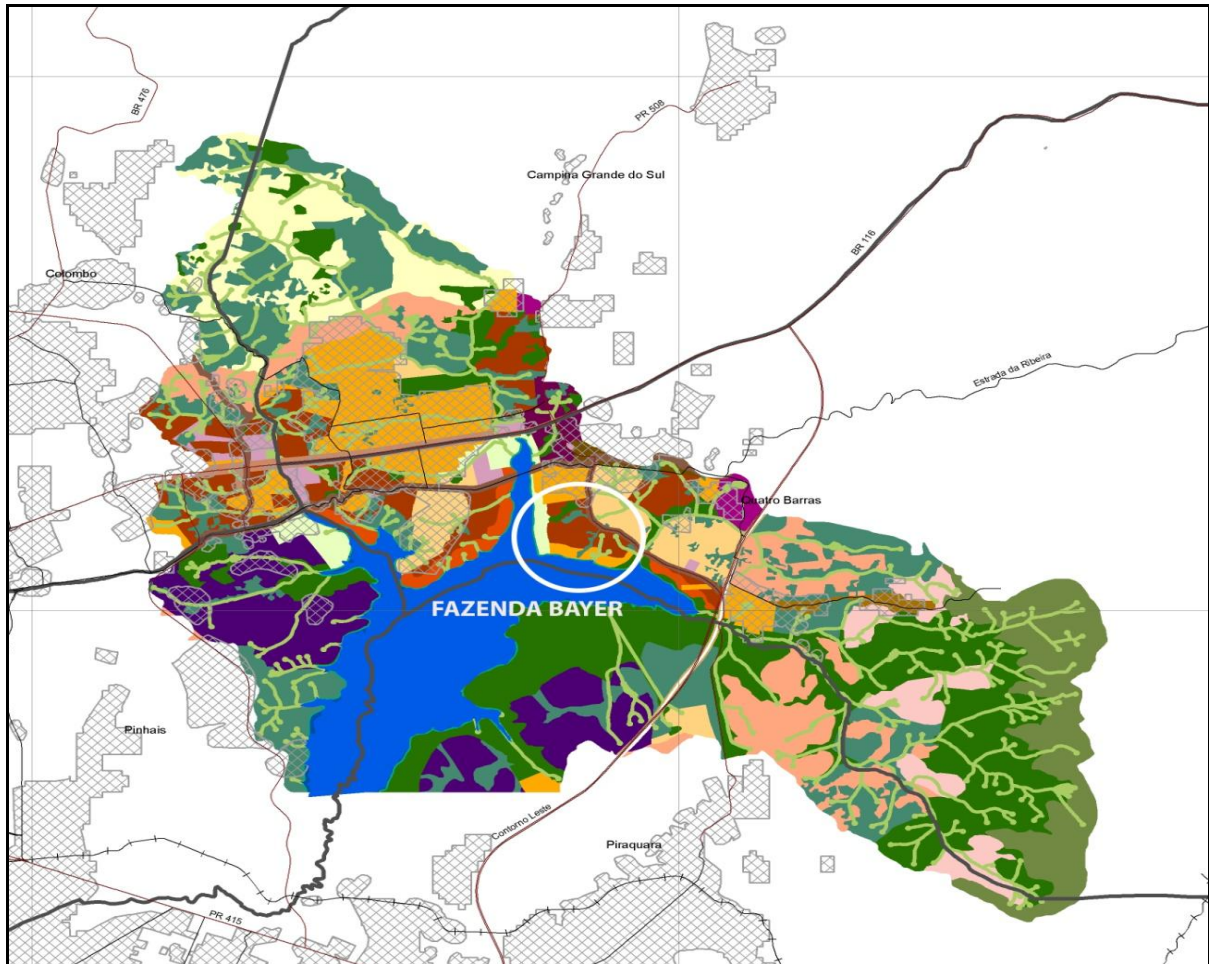 BR 476
PR 508
Campina Grande do Sul
BR 116
Colombo
Estrada da Ribeira
Quatro Barras
FAZENDA BAYER
Pinhais
Contorno Leste
Piraquara
PR 415